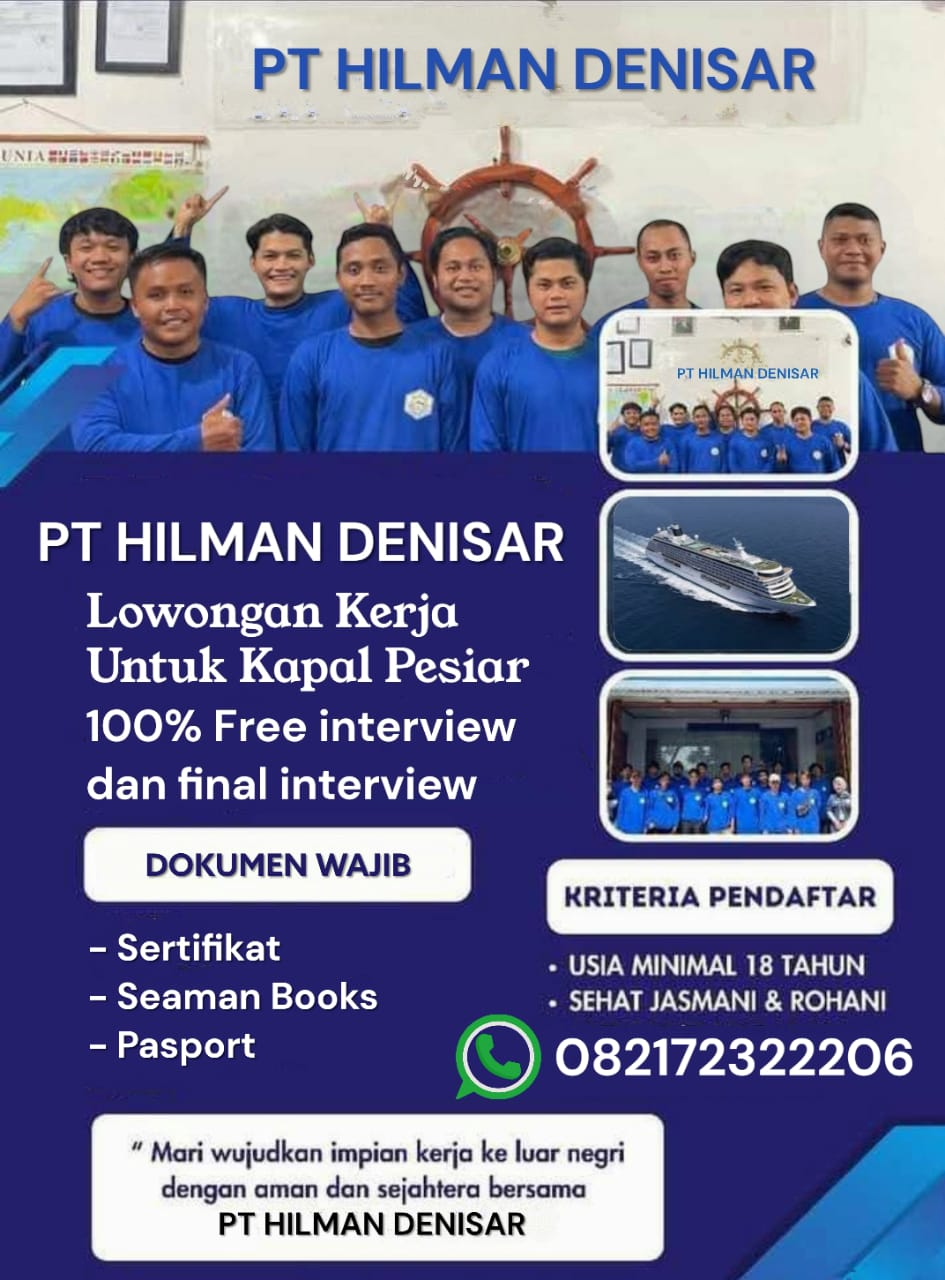 PT HILMAN DENISAR
UNIA
PT HILMAN DENISAR
PT HILMAN DENISAR
Lowongan Kerja
Untuk Kapal Pesiar
100% Free interview
dan final interview
DOKUMEN WAJIB
- Sertifikat
- Seaman Books
- Pasport
KRITERIA PENDAFTAR
• USIA MINIMAL 18 TAHUN
• SEHAT JASMANI & ROHANI
082172322206
“ Mari wujudkan impian kerja ke luar negri
dengan aman dan sejahtera bersama
PT HILMAN DENISAR